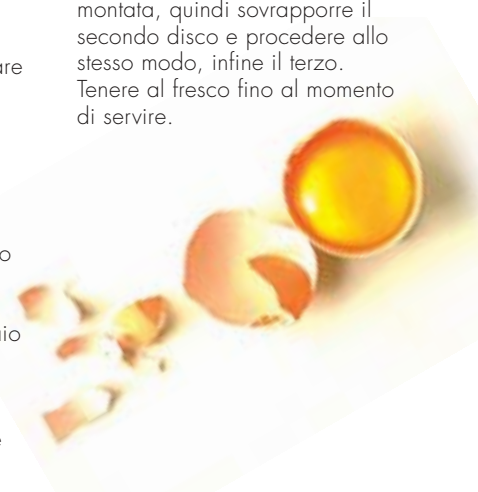 montata, quindi sovrapporre il
secondo disco e procedere allo
stesso modo, infine il terzo.
Tenere al fresco fino al momento
di servire.